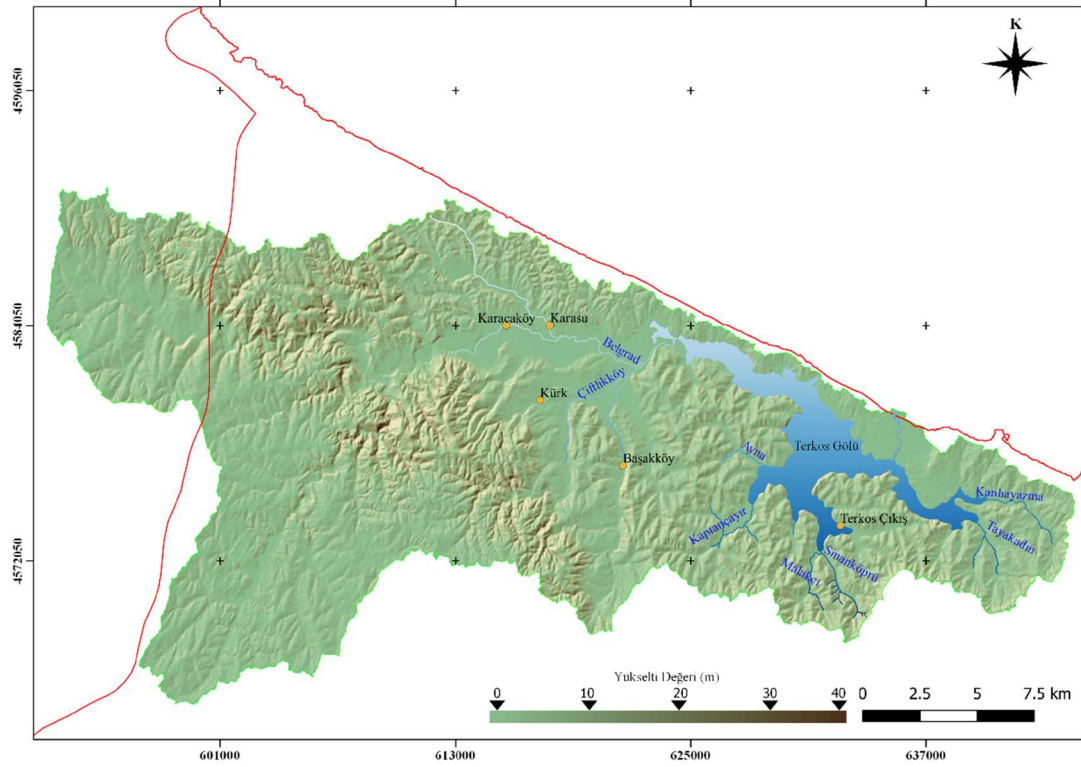 K
4596050
4584050
4572050
Karacaköy
Karasu
Belgrad
Çiftlikköy
Kürk
Başakköy
Terkos Gölü
Ayna
Kaptançayır
Terkos Çıkış
Kanlıayazma
Tayakadın
Sınanköprü
Malakçı
Yükselti Değeri (m)
0 10 20 30 40
0 2.5 5 7.5 km
601000 613000 625000 637000